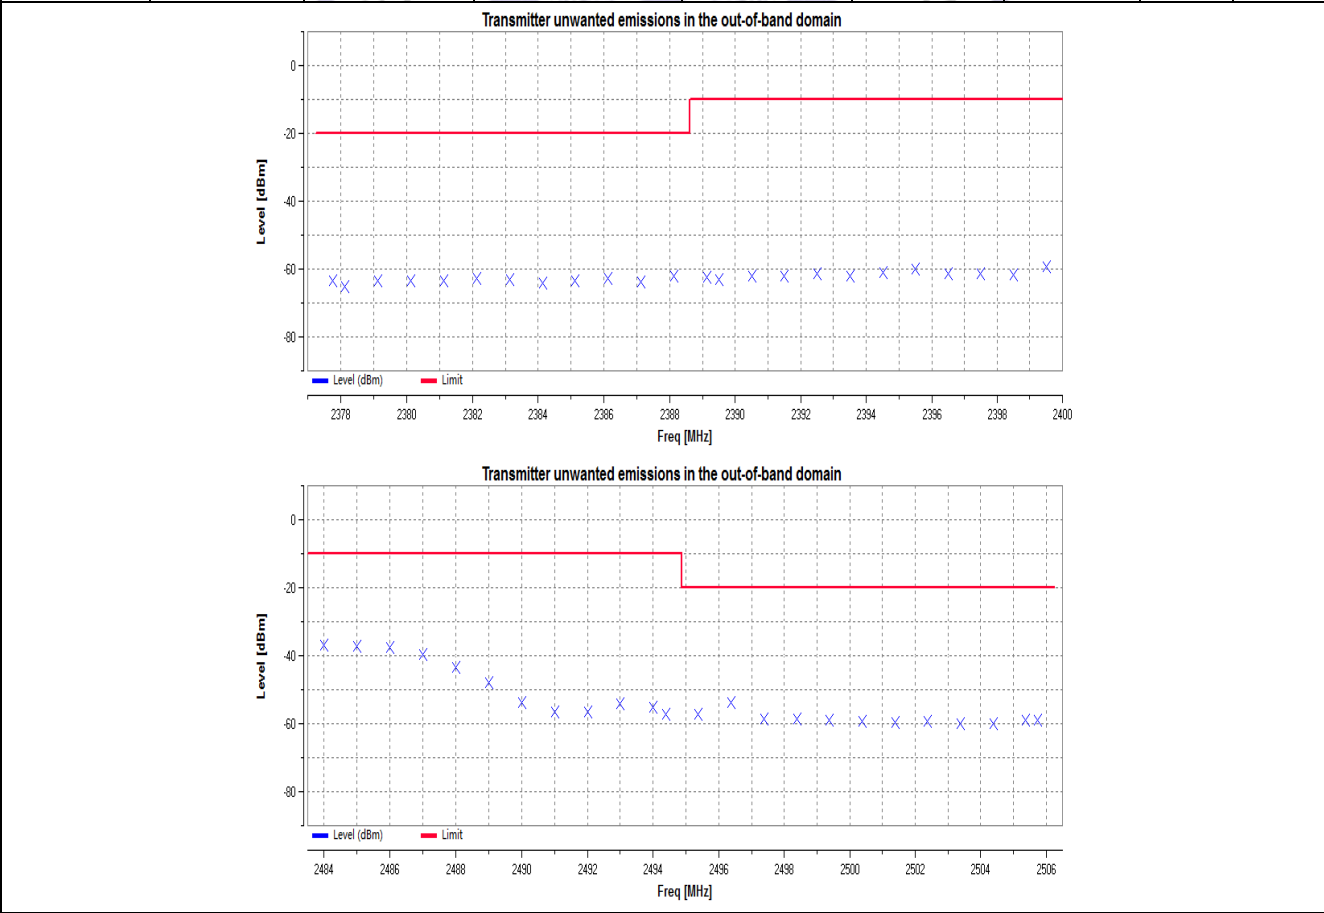 Transmitter unwanted emissions in the out-of-band domain
Level [dBm]
0
-20
-40
-60
-80
Level (dBm) Limit
2378 2380 2382 2384 2386 2388 2390 2392 2394 2396 2398 2400
Freq [MHz]
Transmitter unwanted emissions in the out-of-band domain
Level [dBm]
0
-20
-40
-60
-80
Level (dBm) Limit
2484 2486 2488 2490 2492 2494 2496 2498 2500 2502 2504 2506
Freq [MHz]